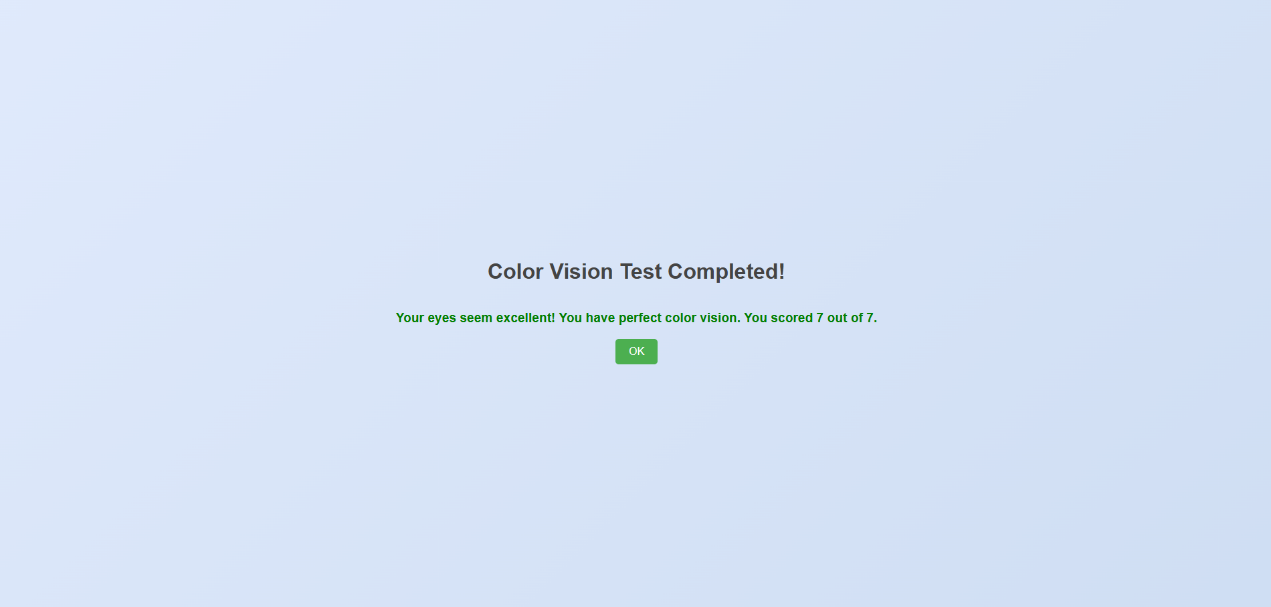 Color Vision Test Completed!
Your eyes seem excellent! You have perfect color vision. You scored 7 out of 7.
OK